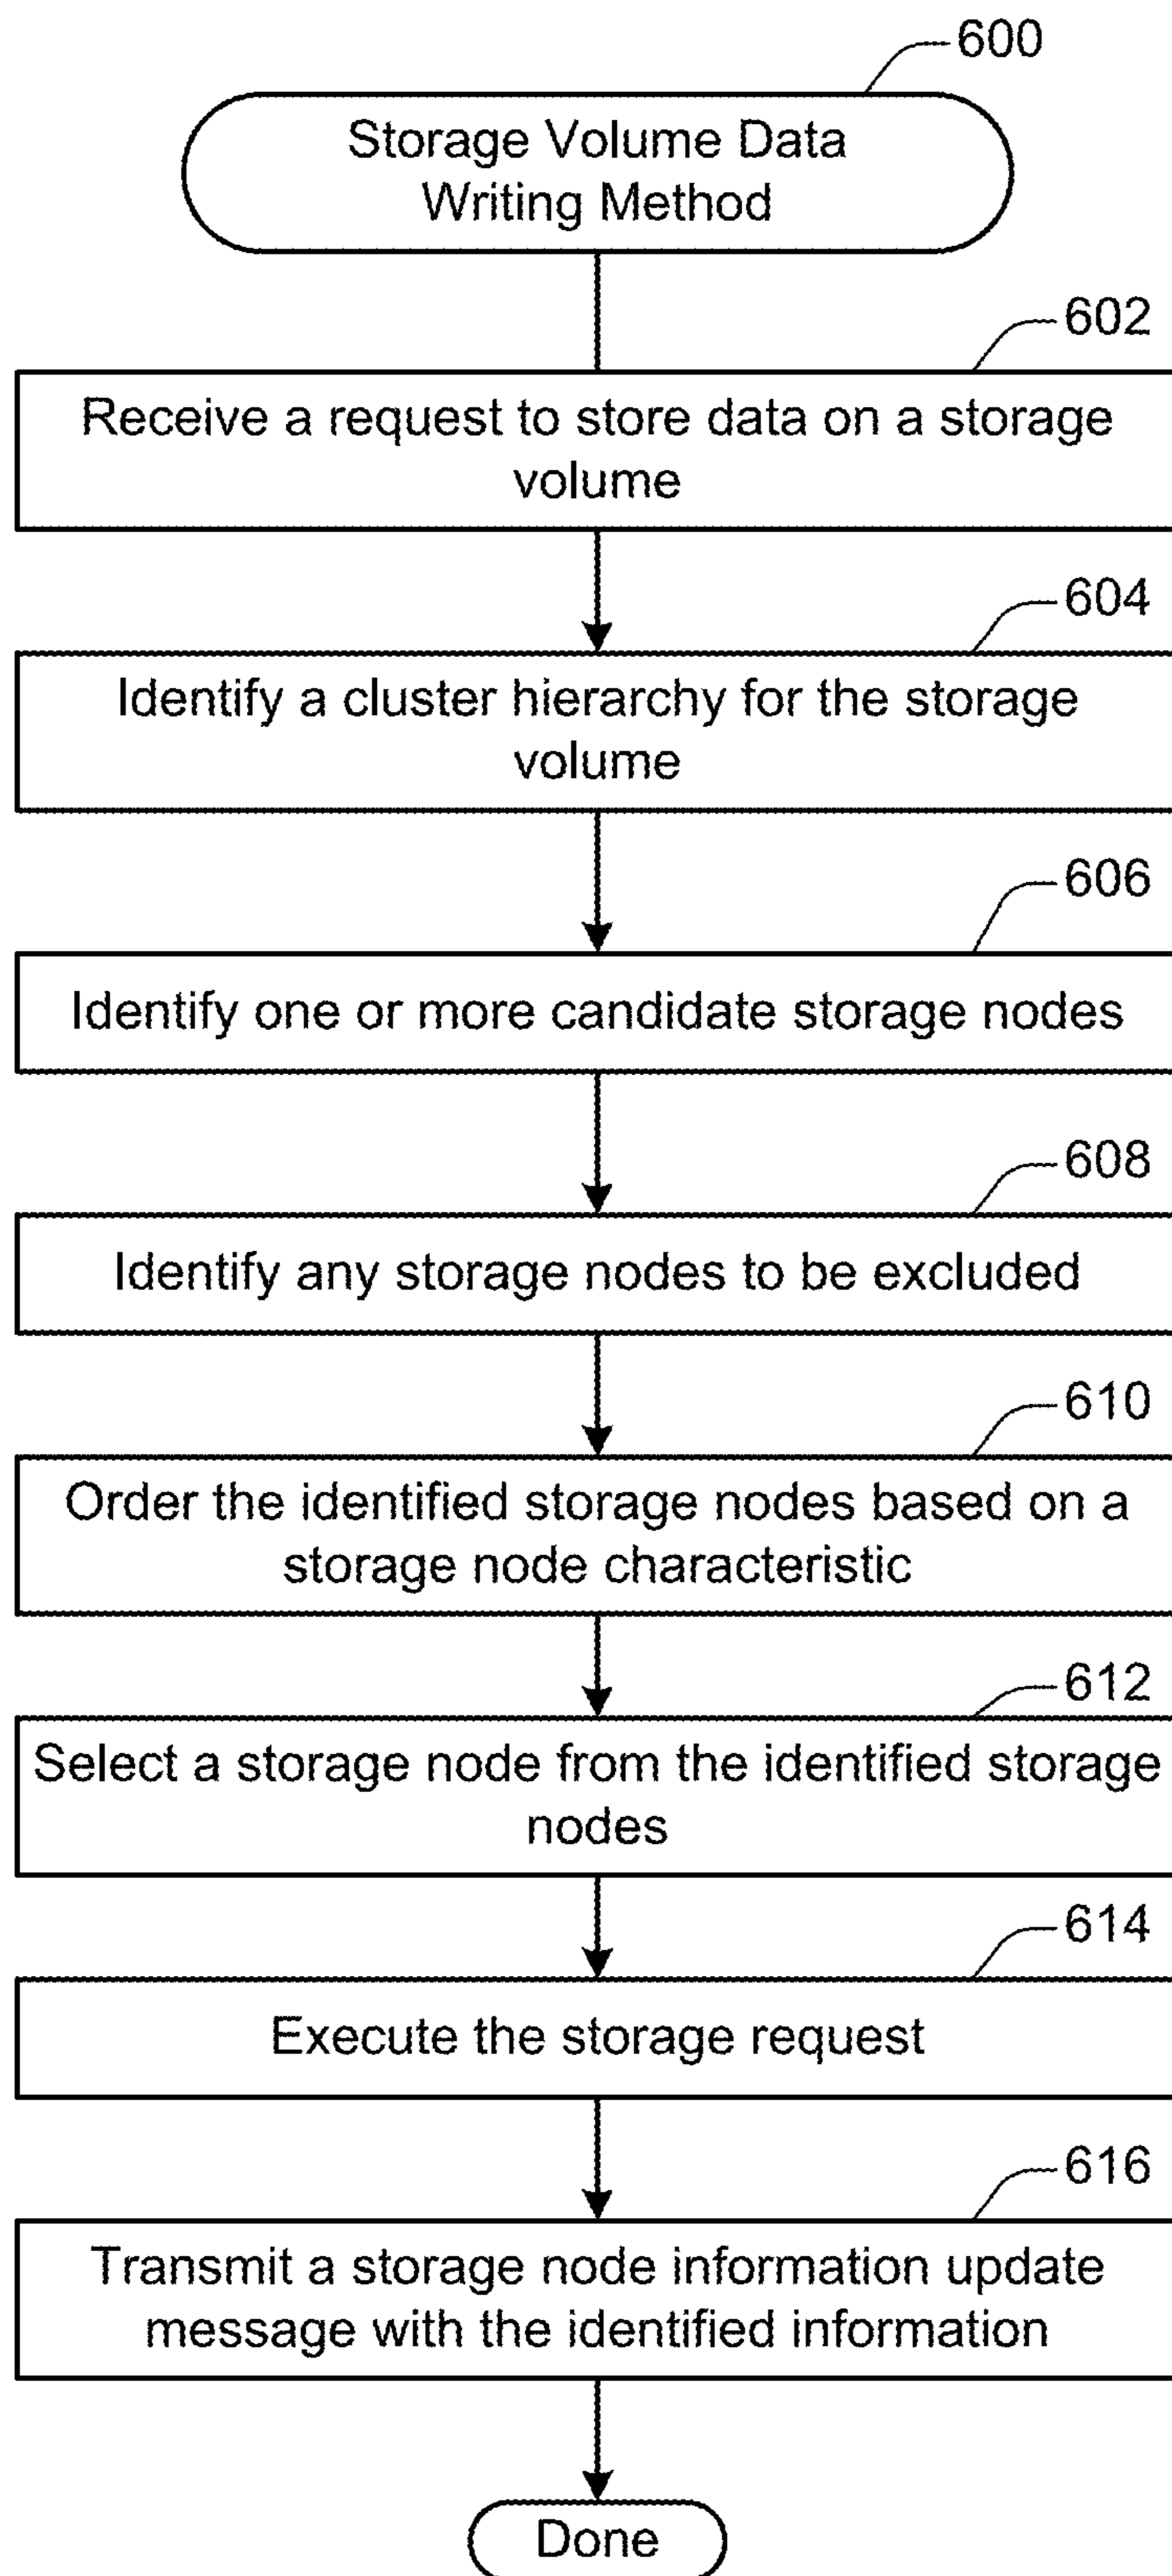 600
Storage Volume Data
Writing Method
602
Receive a request to store data on a storage
volume
604
Identify a cluster hierarchy for the storage
volume
606
Identify one or more candidate storage nodes
608
Identify any storage nodes to be excluded
610
Order the identified storage nodes based on a
storage node characteristic
612
Select a storage node from the identified storage
nodes
614
Execute the storage request
616
Transmit a storage node information update
message with the identified information
Done